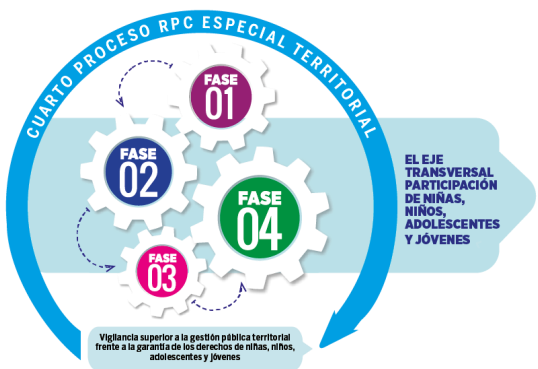 CUARTO PROCESO RPC ESPECIAL TERRITORIAL
FASE
01
FASE
02
FASE
03
FASE
04
EL EJE
TRANSVERSAL
PARTICIPACIÓN
DE NIÑAS,
NIÑOS,
ADOLESCENTES
Y JÓVENES
Vigilancia superior a la gestión pública territorial
frente a la garantía de los derechos de niñas, niños,
adolescentes y jóvenes